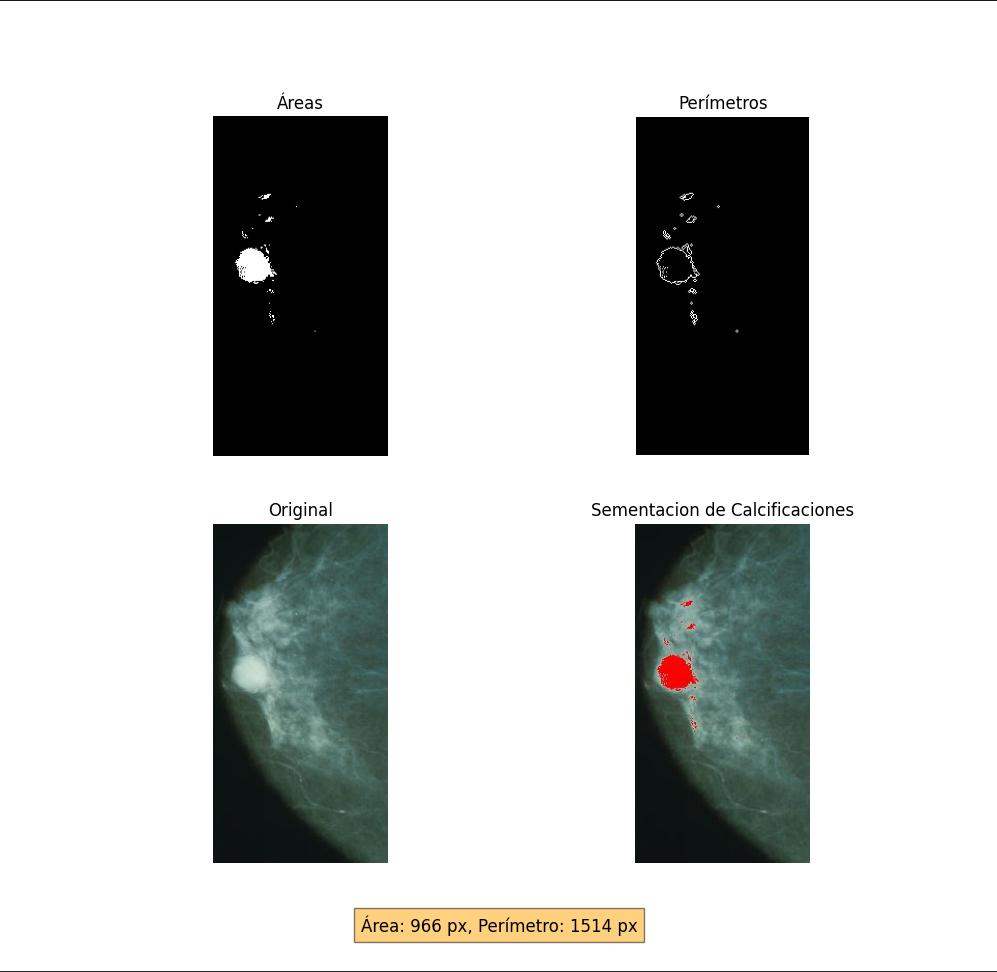 Áreas
Perímetros
Original
Sementacion de Calcificaciones
Área: 966 px, Perímetro: 1514 px